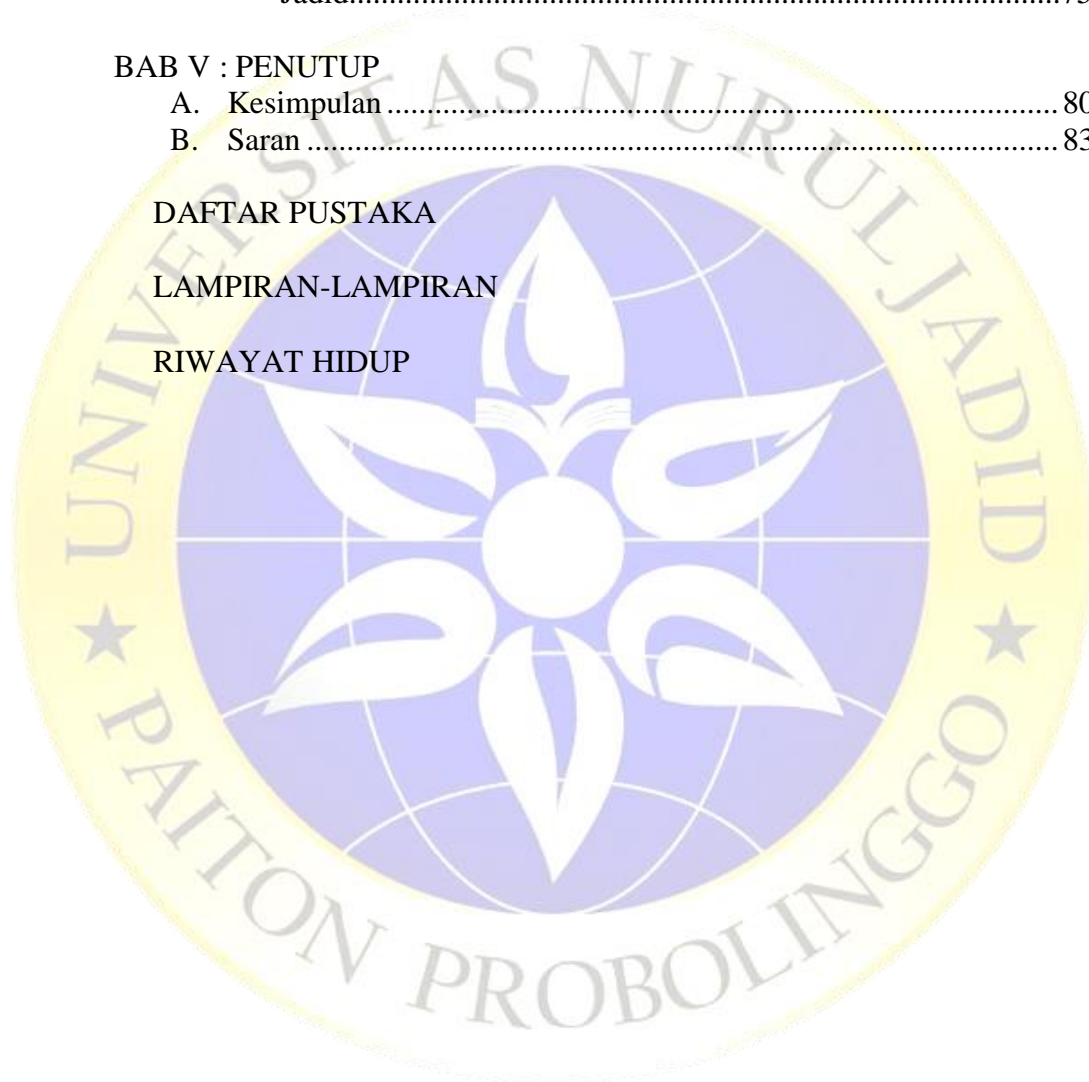 BAB V : PENUTUP
A. Kesimpulan ........................................................................................ 80
B. Saran .................................................................................................. 83
DAFTAR PUSTAKA
LAMPIRAN-LAMPIRAN
RIWAYAT HIDUP
UNIVERSITAS NURUL JADID
★ PAITON PROBOLINGGO ★